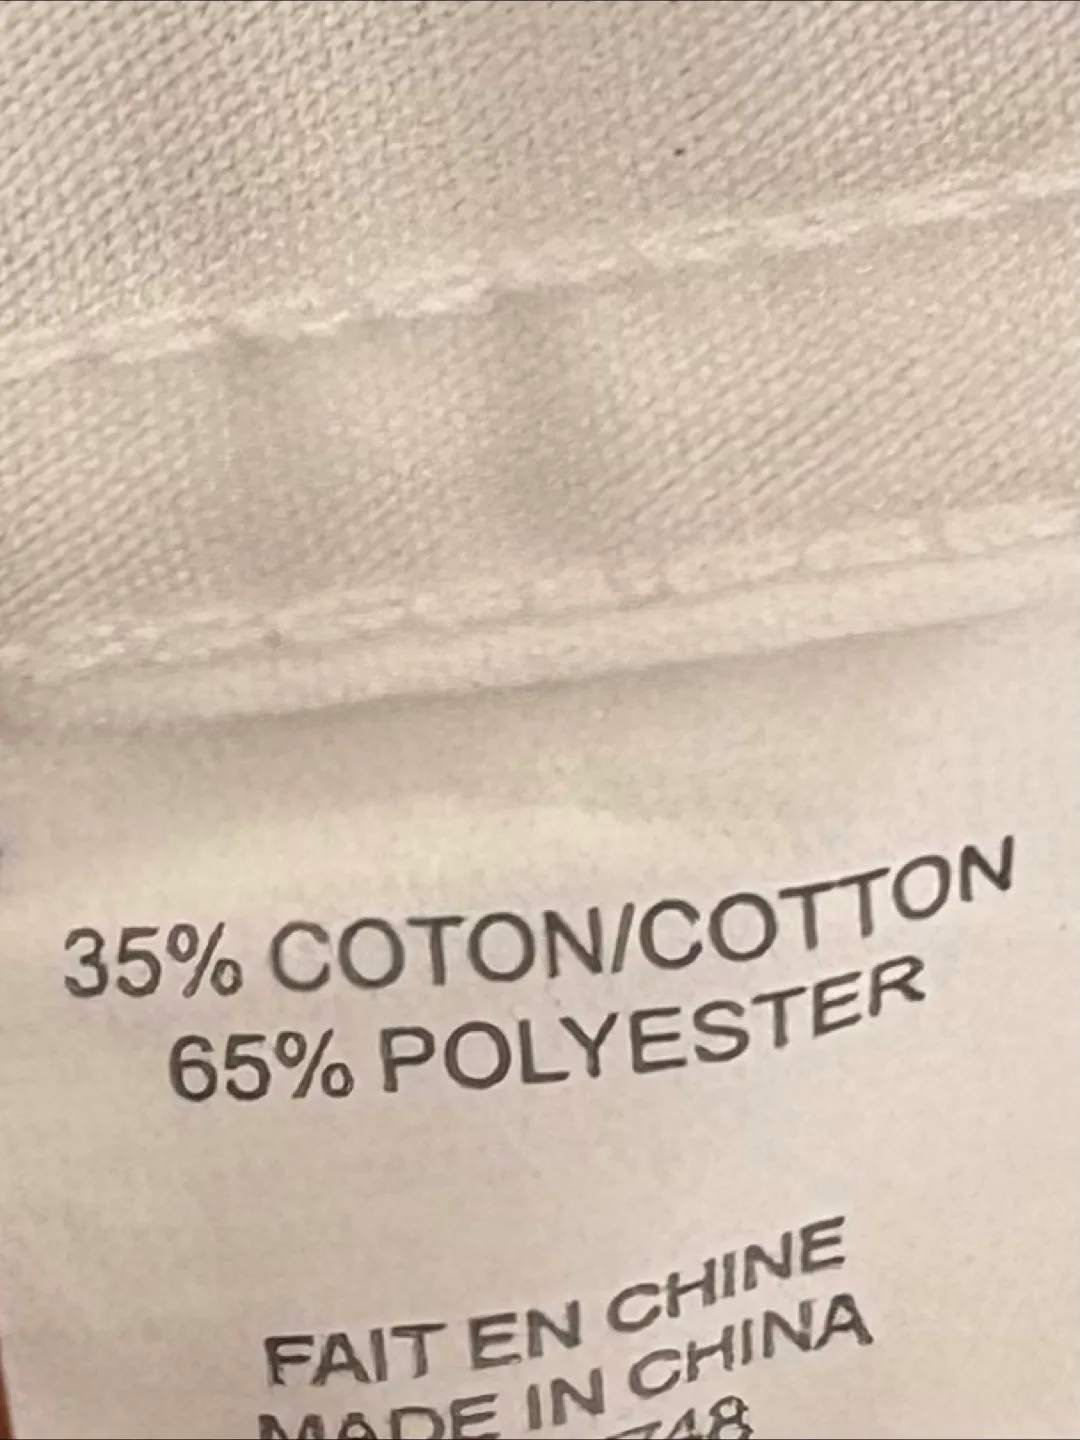 35% COTON/COTTON
65% POLYESTER
FAIT EN CHINE
MADE IN CHINA